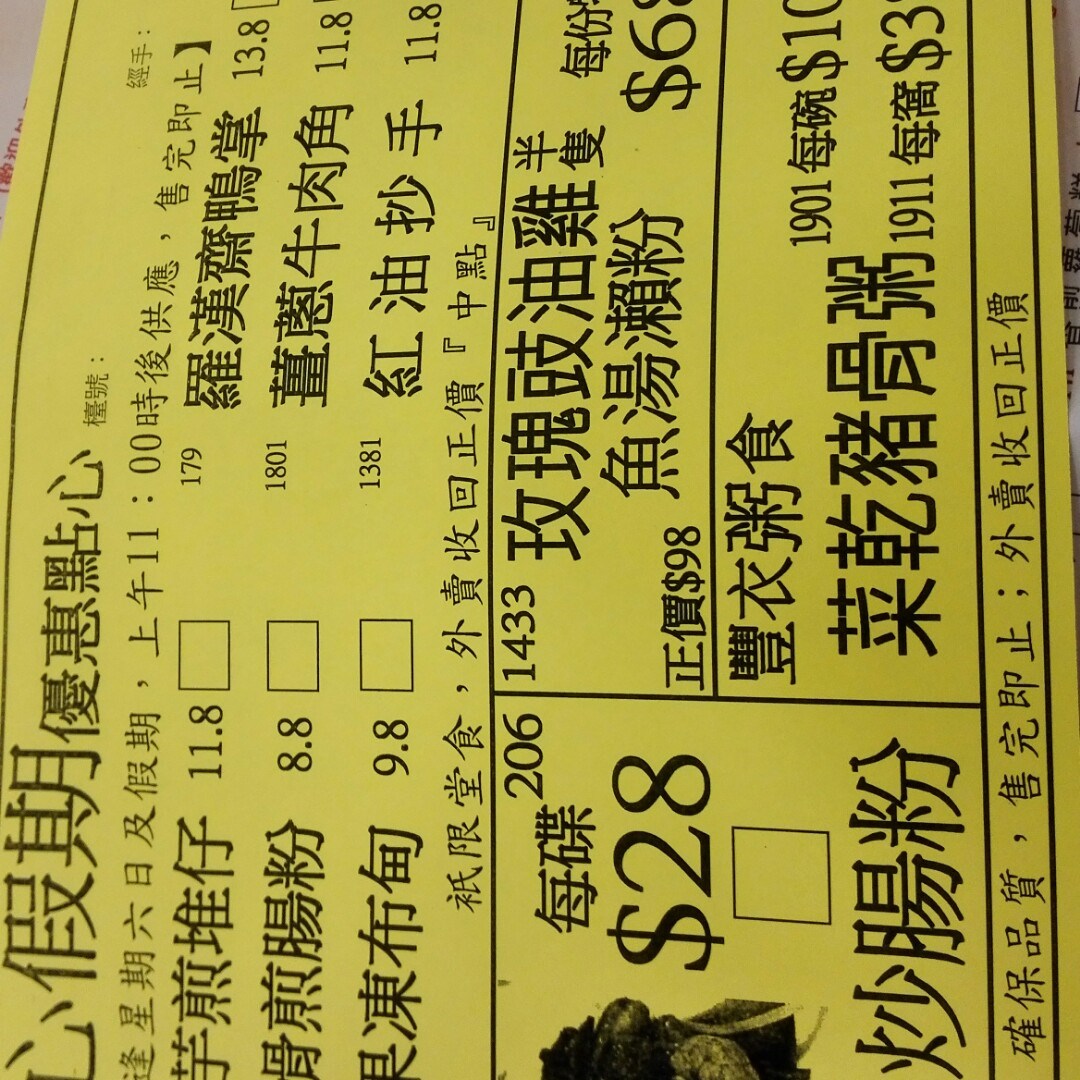 心假期優惠點心
檯號：
經手：
逢星期六日及假期，上午11：00時後供應，售完即止】
芋煎堆仔 11.8
179 羅漢齋鴨掌 13.8
骨煎腸粉 8.8
1801 薑蔥牛肉角 11.8
果凍布甸 9.8
1381 紅油抄手 11.8
祇限堂食，外賣收回正價『中點』
每碟 206
$28
炒腸粉
1433 玫瑰豉油雞半隻
魚湯瀨粉
正價$98
每份
$68
豐衣粥食
菜乾豬骨粥
1901 每碗 $10
1911 每窩 $3
確保品質，售完即止；外賣收回正價